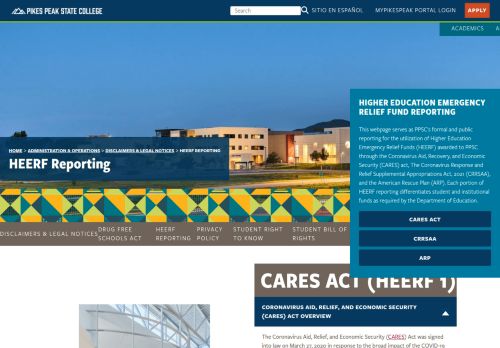 PIKES PEAK STATE COLLEGE
Search
SITIO EN ESPAÑOL
MYPIKESPEAK PORTAL LOGIN
APPLY
ACADEMICS
HOME > ADMINISTRATION & OPERATIONS > DISCLAIMERS & LEGAL NOTICES > HEERF REPORTING
HEERF Reporting
HIGHER EDUCATION EMERGENCY
RELIEF FUND REPORTING
This webpage serves as PPSC's formal and public
reporting for the utilization of Higher Education
Emergency Relief Funds (HEERF) awarded to PPSC
through the Coronavirus Aid, Recovery, and Economic
Security (CARES) act, The Coronavirus Response and
Relief Supplemental Appropriations Act, 2021 (CRRSAA),
and the American Rescue Plan (ARP). Each portion of
HEERF reporting differentiates student and institutional
funds as required by the Department of Education.
CARES ACT
CRRSAA
ARP
DISCLAIMERS & LEGAL NOTICES
DRUG FREE
SCHOOLS ACT
HEERF
REPORTING
PRIVACY
POLICY
STUDENT RIGHT
TO KNOW
STUDENT BILL OF
RIGHTS
CARES ACT (HEERF 1)
CORONAVIRUS AID, RELIEF, AND ECONOMIC SECURITY
(CARES) ACT OVERVIEW
The Coronavirus Aid, Relief, and Economic Security (CARES) Act was signed
into law on March 27, 2020 in response to the broad impact of the COVID-19